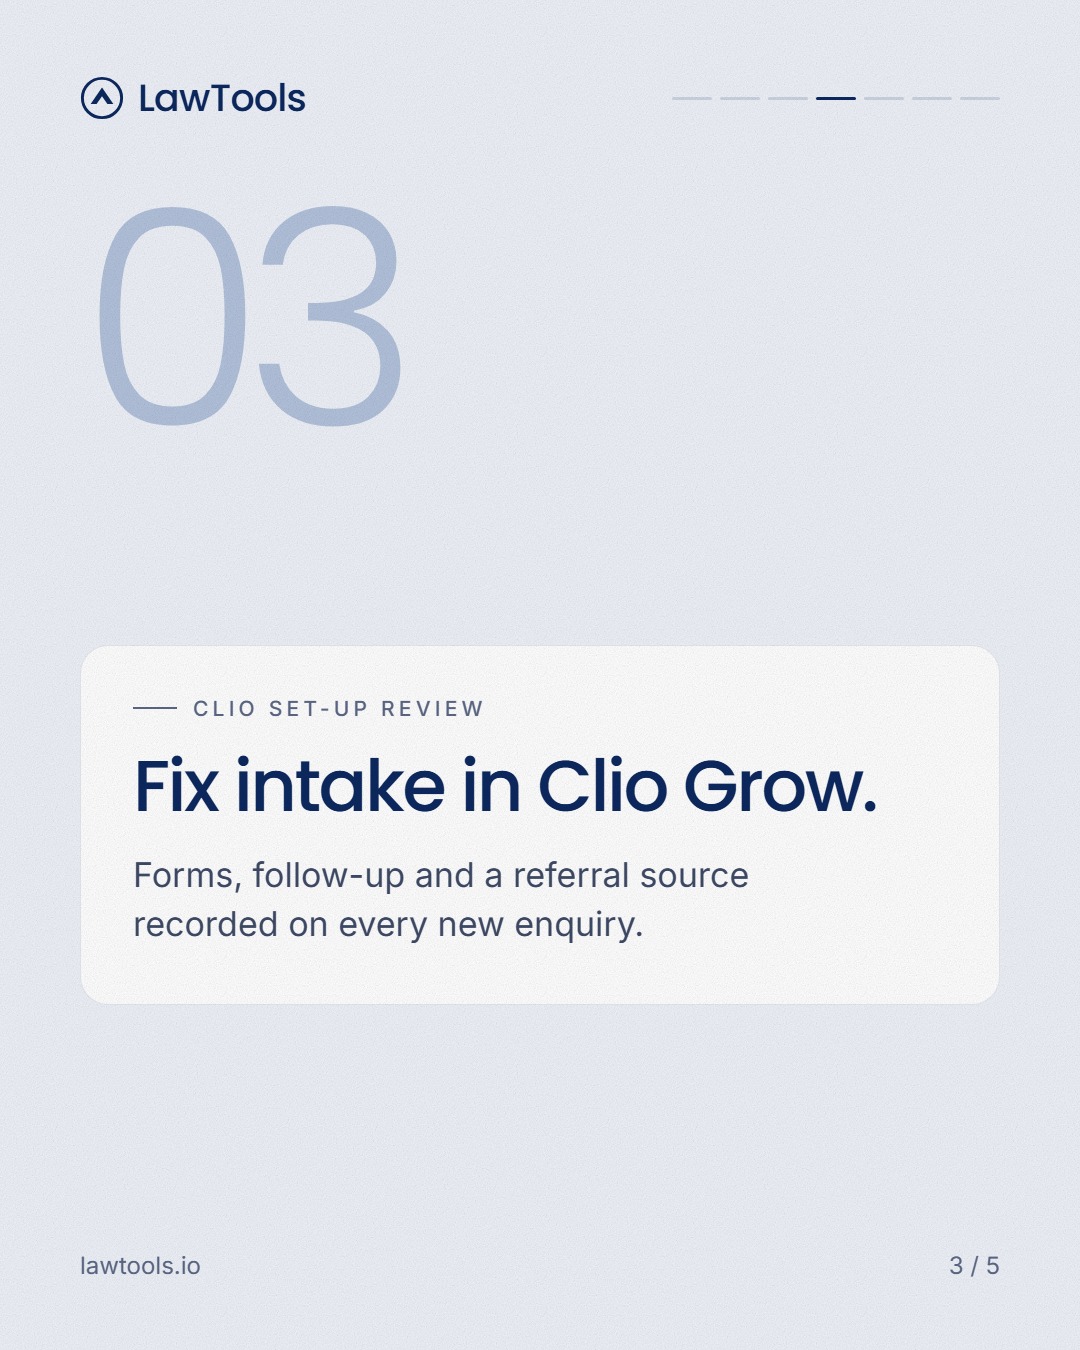 LawTools
03
CLIO SET-UP REVIEW
Fix intake in Clio Grow.
Forms, follow-up and a referral source
recorded on every new enquiry.
lawtools.io
3 / 5